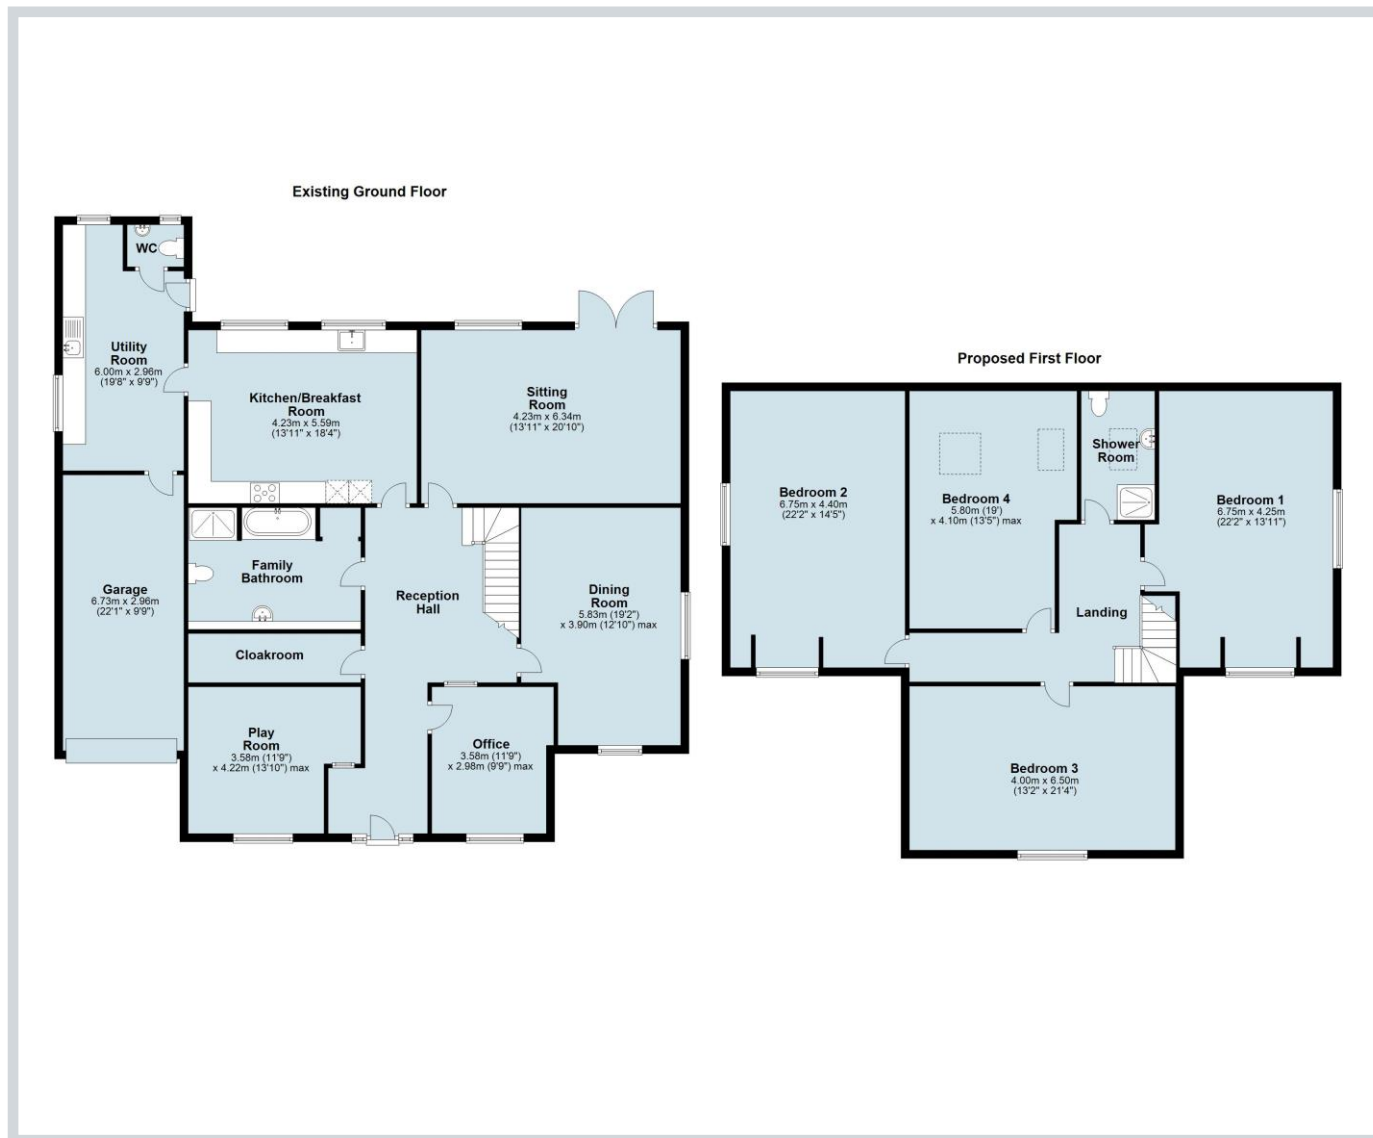 Existing Ground Floor
WC
Utility
Room
6.00m x 2.96m
(19'8" x 9'9")
Kitchen/Breakfast
Room
4.23m x 5.59m
(13'11" x 18'4")
Sitting
Room
4.23m x 6.34m
(13'11" x 20'10")
Garage
6.73m x 2.96m
(22'1" x 9'9")
Family
Bathroom
Reception
Hall
Dining
Room
5.83m (19'2")
x 3.90m (12'10") max
Cloakroom
Play
Room
3.58m (11'9")
x 4.22m (13'10") max
Office
3.58m (11'9")
x 2.98m (9'9") max
Proposed First Floor
Bedroom 2
6.75m x 4.40m
(22'2" x 14'5")
Bedroom 4
5.80m (19')
x 4.10m (13'5") max
Shower
Room
Bedroom 1
6.75m x 4.25m
(22'2" x 13'11")
Landing
Bedroom 3
4.00m x 6.50m
(13'2" x 21'4")